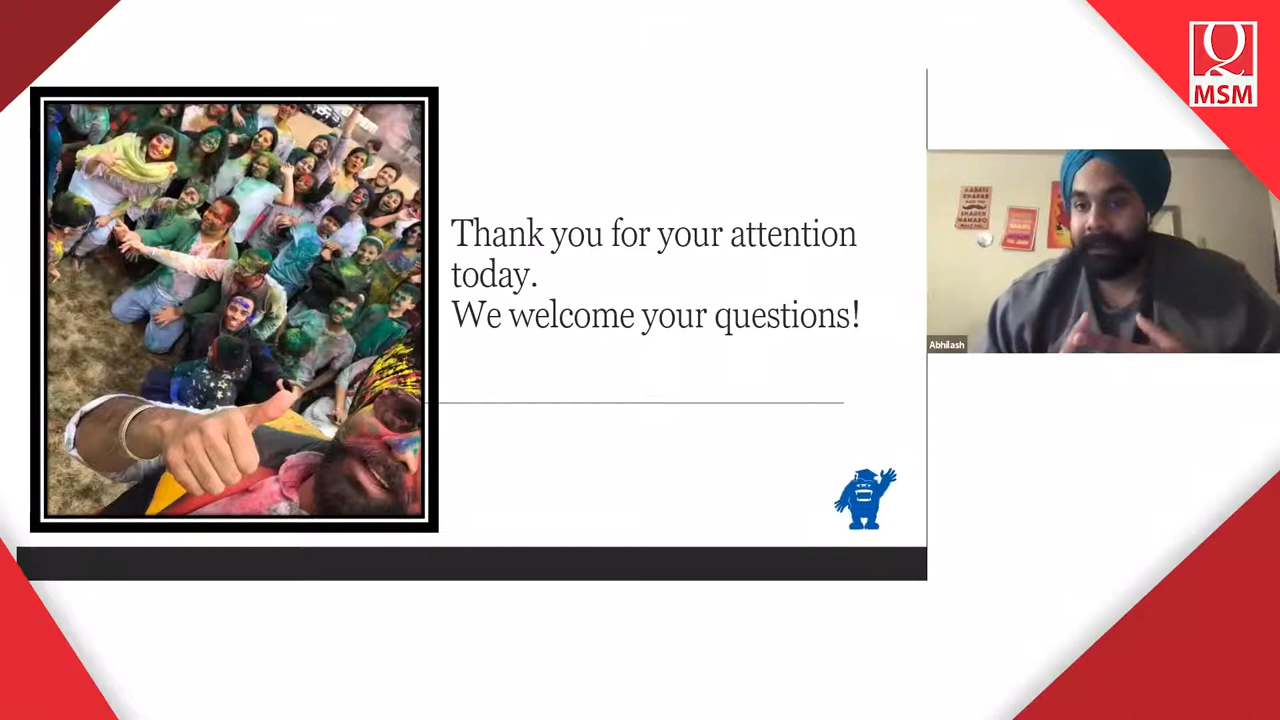 MSM
Thank you for your attention
today.
We welcome your questions!
Abhilash